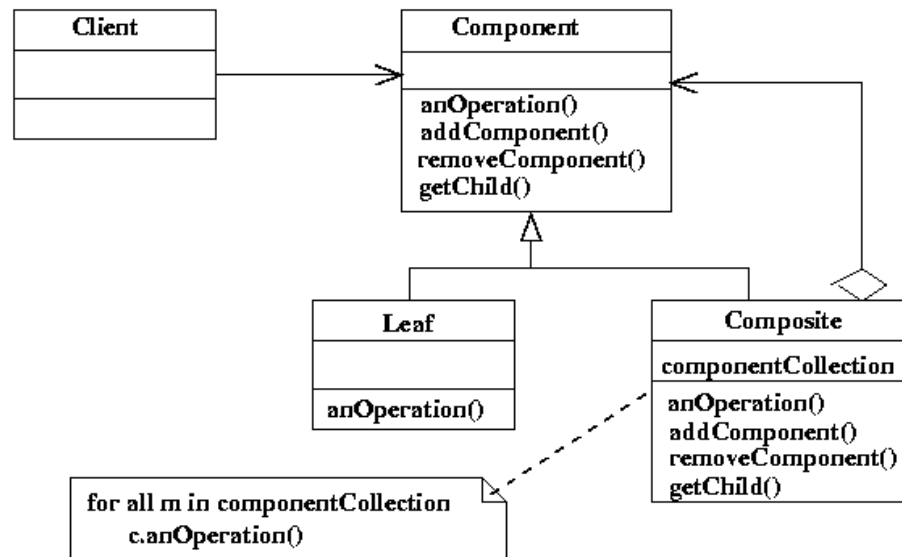 Client
Component
anOperation()
addComponent()
removeComponent()
getChild()
Leaf
anOperation()
Composite
componentCollection
anOperation()
addComponent()
removeComponent()
getChild()
for all m in componentCollection
c.anOperation()